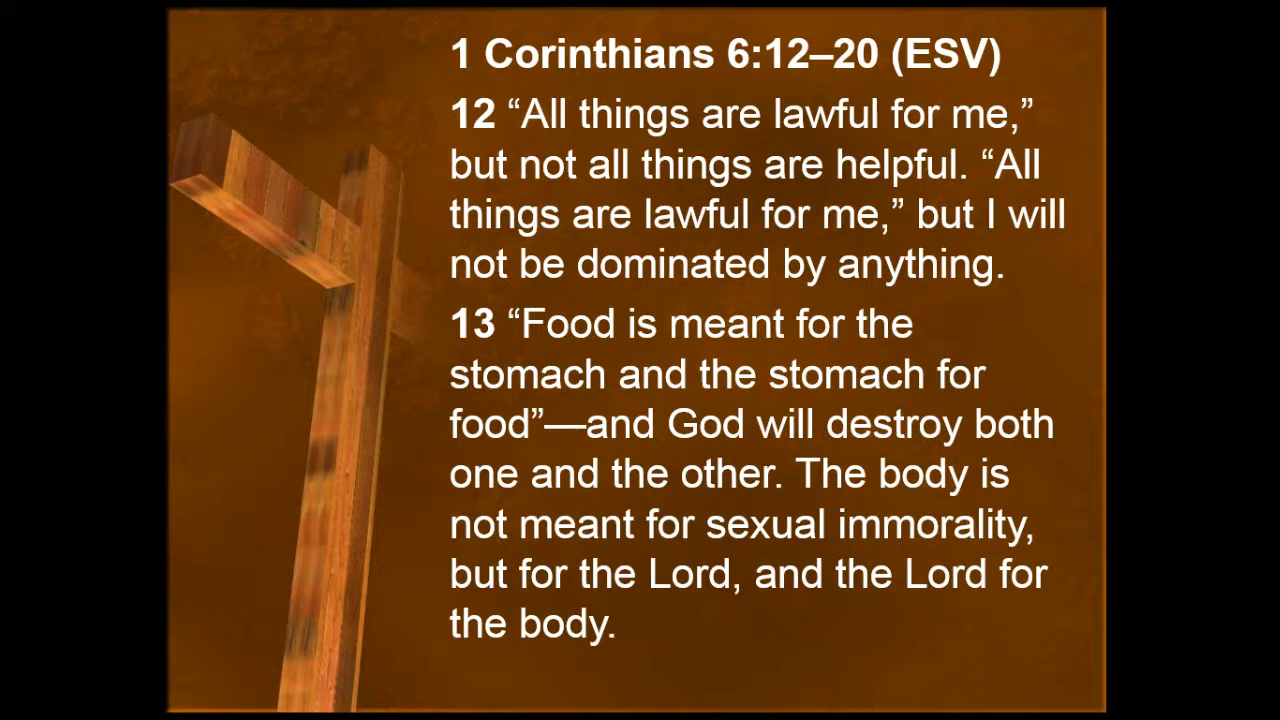 1 Corinthians 6:12–20 (ESV)
12 “All things are lawful for me,”
but not all things are helpful. “All
things are lawful for me,” but I will
not be dominated by anything.
13 “Food is meant for the
stomach and the stomach for
food”—and God will destroy both
one and the other. The body is
not meant for sexual immorality,
but for the Lord, and the Lord for
the body.